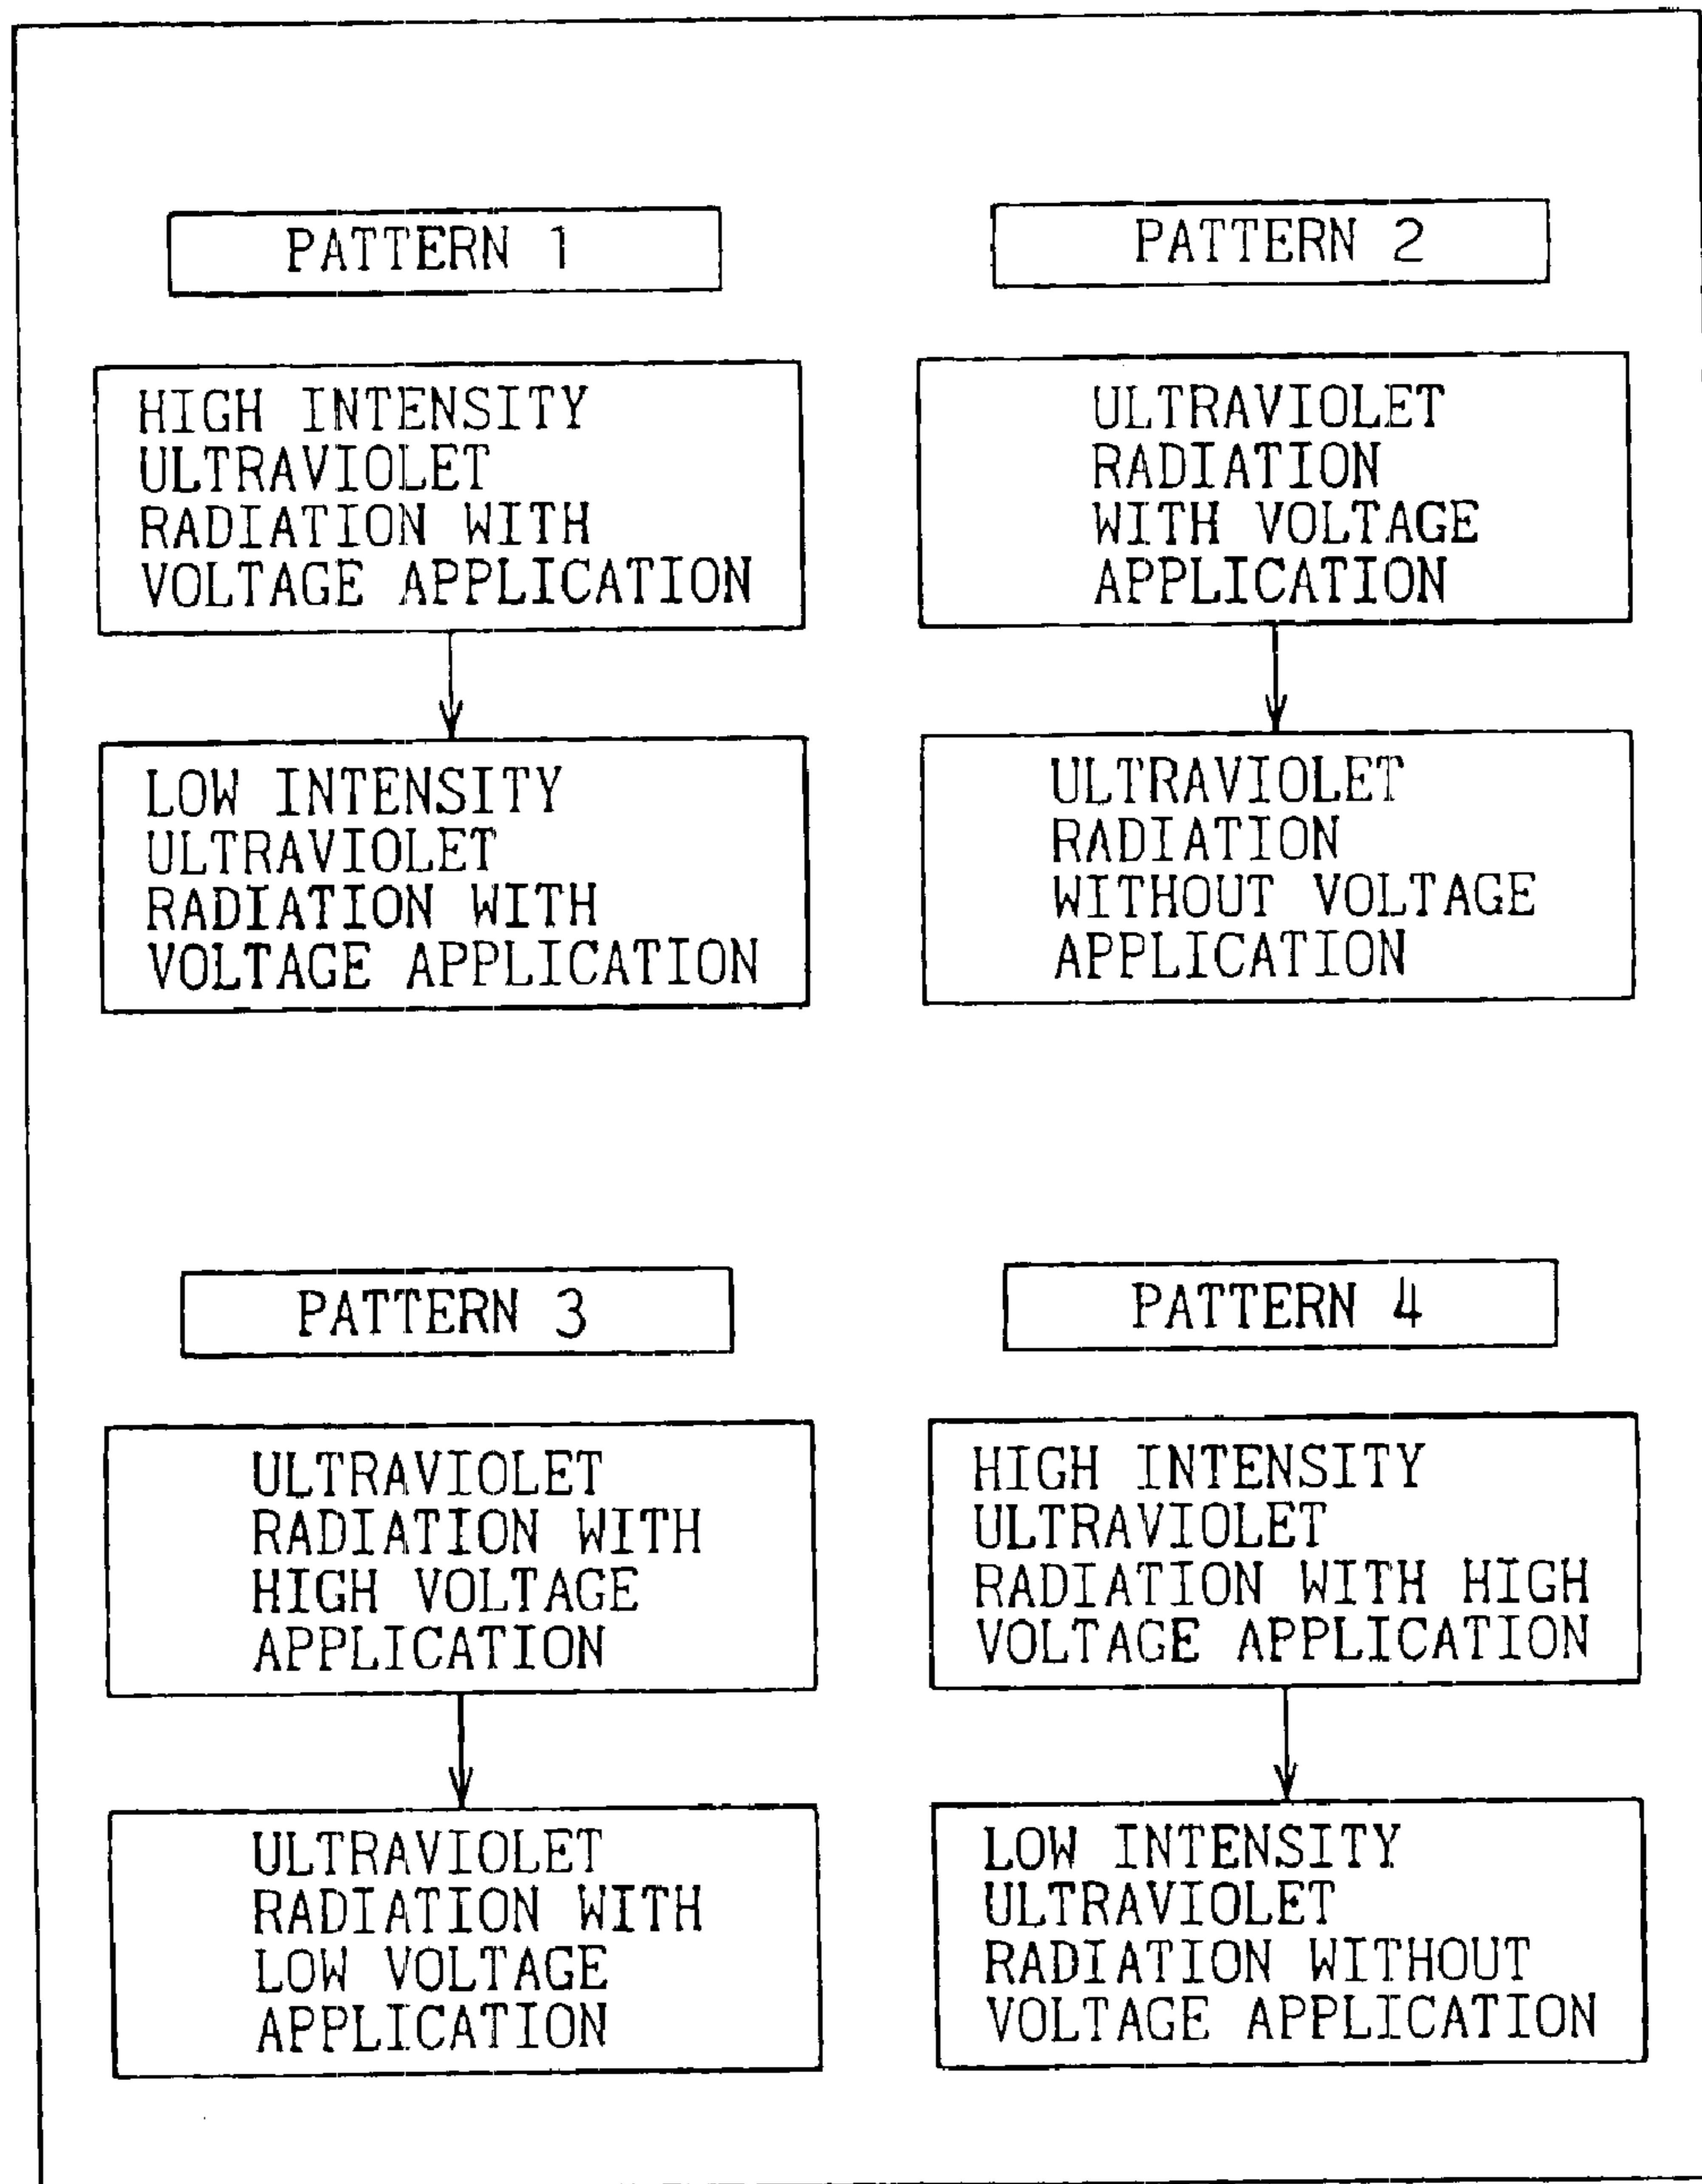 PATTERN 1
HIGH INTENSITY
ULTRAVIOLET
RADIATION WITH
VOLTAGE APPLICATION
LOW INTENSITY
ULTRAVIOLET
RADIATION WITH
VOLTAGE APPLICATION
PATTERN 2
ULTRAVIOLET
RADIATION
WITH VOLTAGE
APPLICATION
ULTRAVIOLET
RADIATION
WITHOUT VOLTAGE
APPLICATION
PATTERN 3
ULTRAVIOLET
RADIATION WITH
HIGH VOLTAGE
APPLICATION
ULTRAVIOLET
RADIATION WITH
LOW VOLTAGE
APPLICATION
PATTERN 4
HIGH INTENSITY
ULTRAVIOLET
RADIATION WITH HIGH
VOLTAGE APPLICATION
LOW INTENSITY
ULTRAVIOLET
RADIATION WITHOUT
VOLTAGE APPLICATION